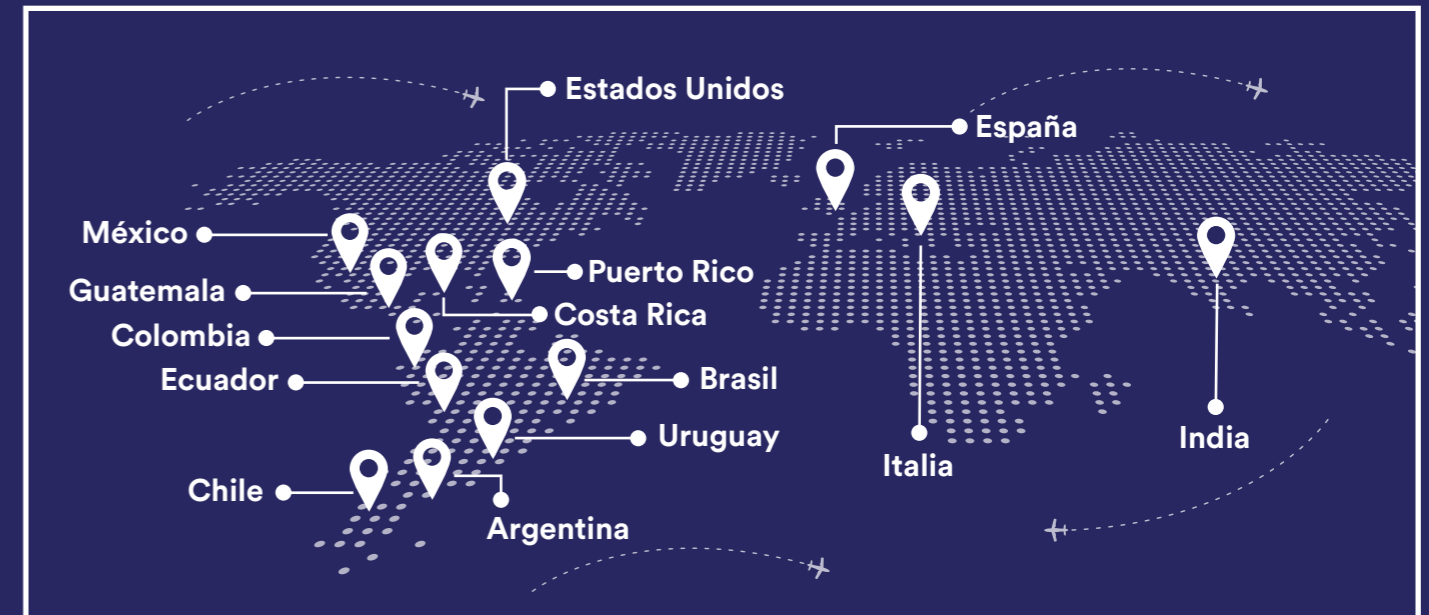 Estados Unidos
España
México
Puerto Rico
Guatemala
Costa Rica
Colombia
Ecuador
Brasil
Uruguay
India
Italia
Chile
Argentina